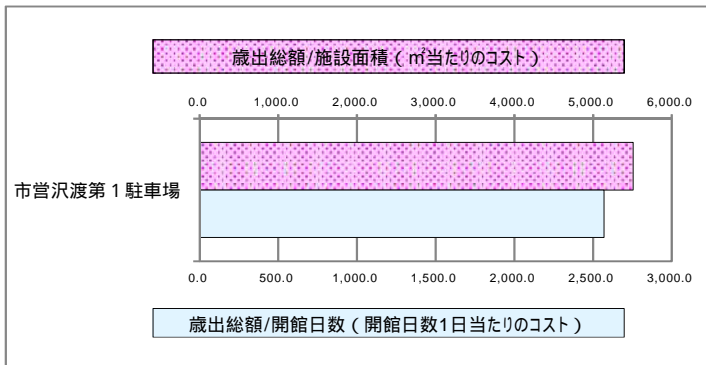 歳出総額/施設面積(㎡当たりのコスト)
0.0 1,000.0 2,000.0 3,000.0 4,000.0 5,000.0 6,000.0
市営沢渡第1駐車場
0.0 500.0 1,000.0 1,500.0 2,000.0 2,500.0 3,000.0
歳出総額/開館日数(開館日数1日当たりのコスト)